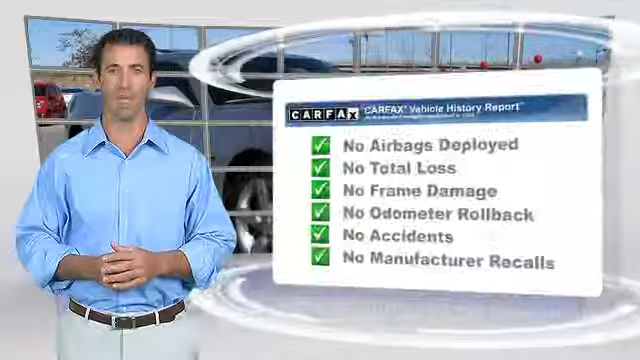 CARFAX CARFAX Vehicle History Report™
No Airbags Deployed
No Total Loss
No Frame Damage
No Odometer Rollback
No Accidents
No Manufacturer Recalls